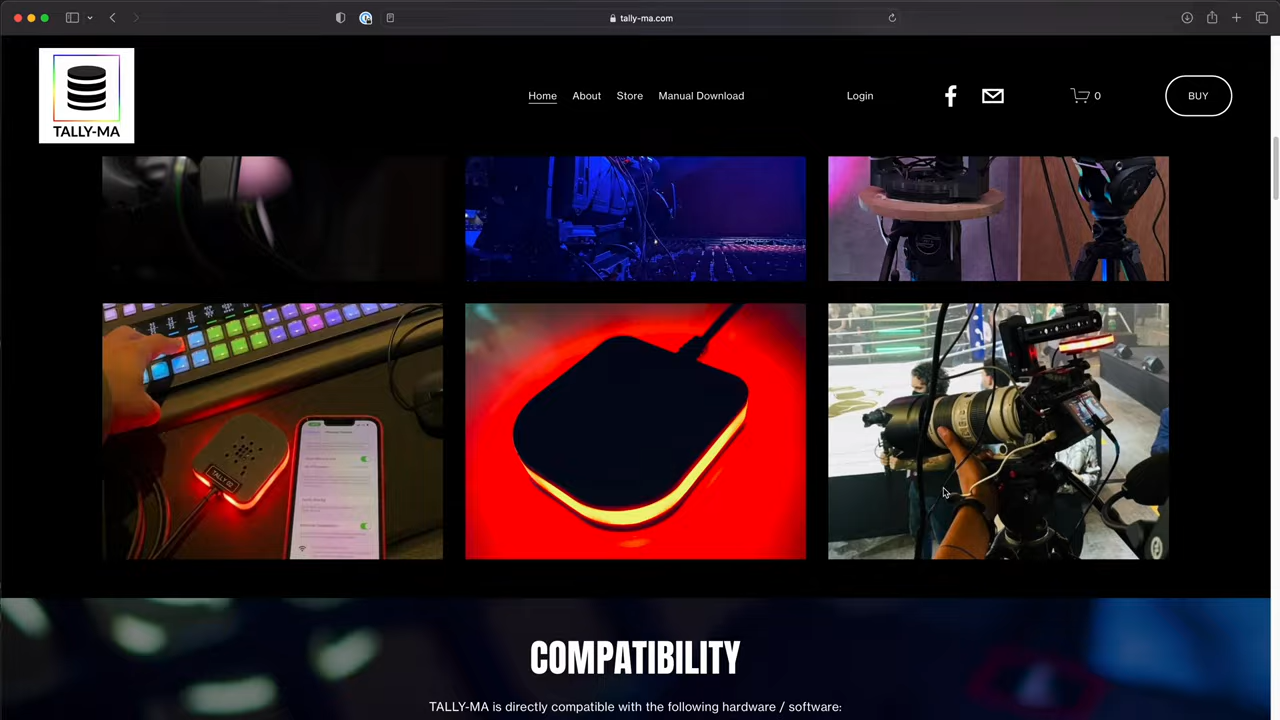 tally-ma.com
TALLY-MA
Home
About
Store
Manual Download
Login
0
BUY
TALLY 02
COMPATIBILITY
TALLY-MA is directly compatible with the following hardware / software: